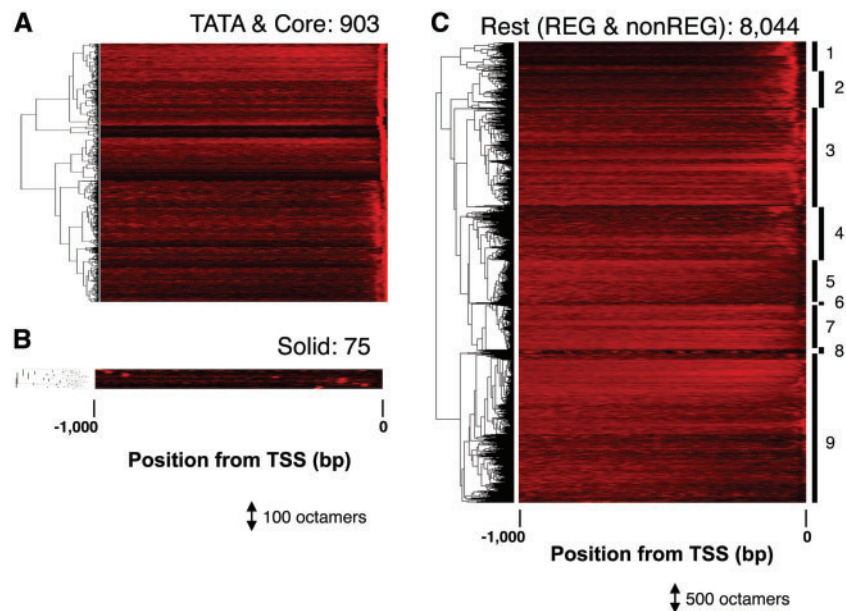 A
TATA & Core: 903
B
Solid: 75
-1,000
0
Position from TSS (bp)
100 octamers
C
Rest (REG & nonREG): 8,044
1
2
3
4
5
6
7
8
9
-1,000
0
Position from TSS (bp)
500 octamers